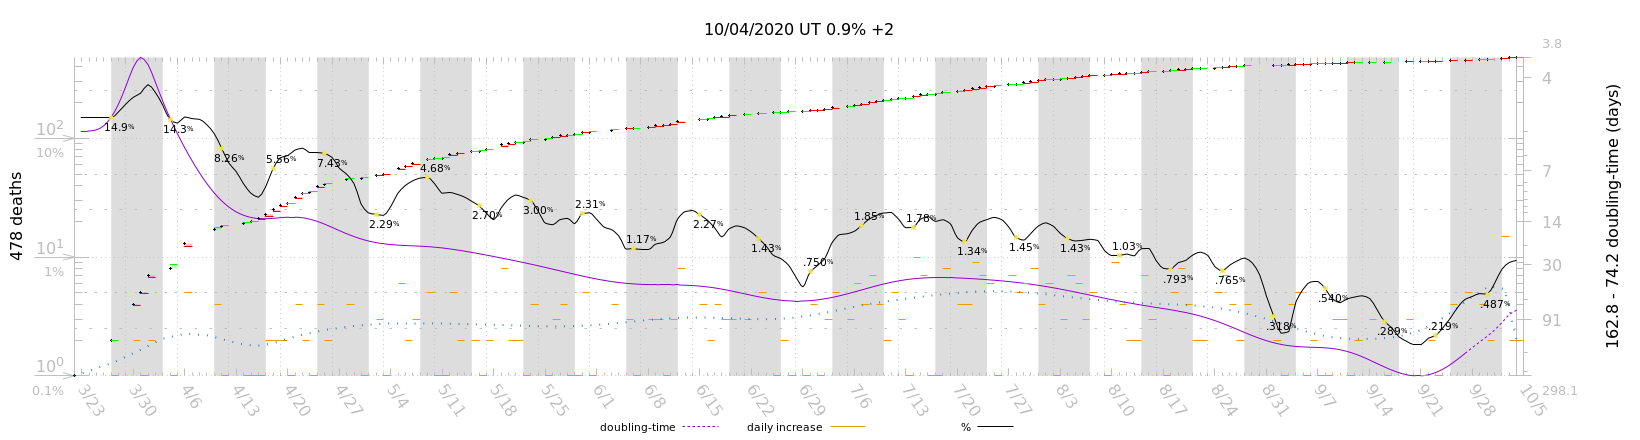 10/04/2020 UT 0.9% +2
478 deaths
10² 10% 10¹ 1% 10⁰ 0.1%
3.8 4 7 14 30 91 298.1
162.8 - 74.2 doubling-time (days)
14.9% 14.3% 8.26% 5.56% 7.43% 2.29% 4.68% 2.70% 3.00% 2.31% 1.17% 2.27% 1.43% .750% 1.85% 1.78% 1.34% 1.45% 1.43% 1.03% .793% .765% .318% .540% .289% .219% .487%
3/23 3/30 4/6 4/13 4/20 4/27 5/4 5/11 5/18 5/25 6/1 6/8 6/15 6/22 6/29 7/6 7/13 7/20 7/27 8/3 8/10 8/17 8/24 8/31 9/7 9/14 9/21 9/28 10/5
doubling-time daily increase %